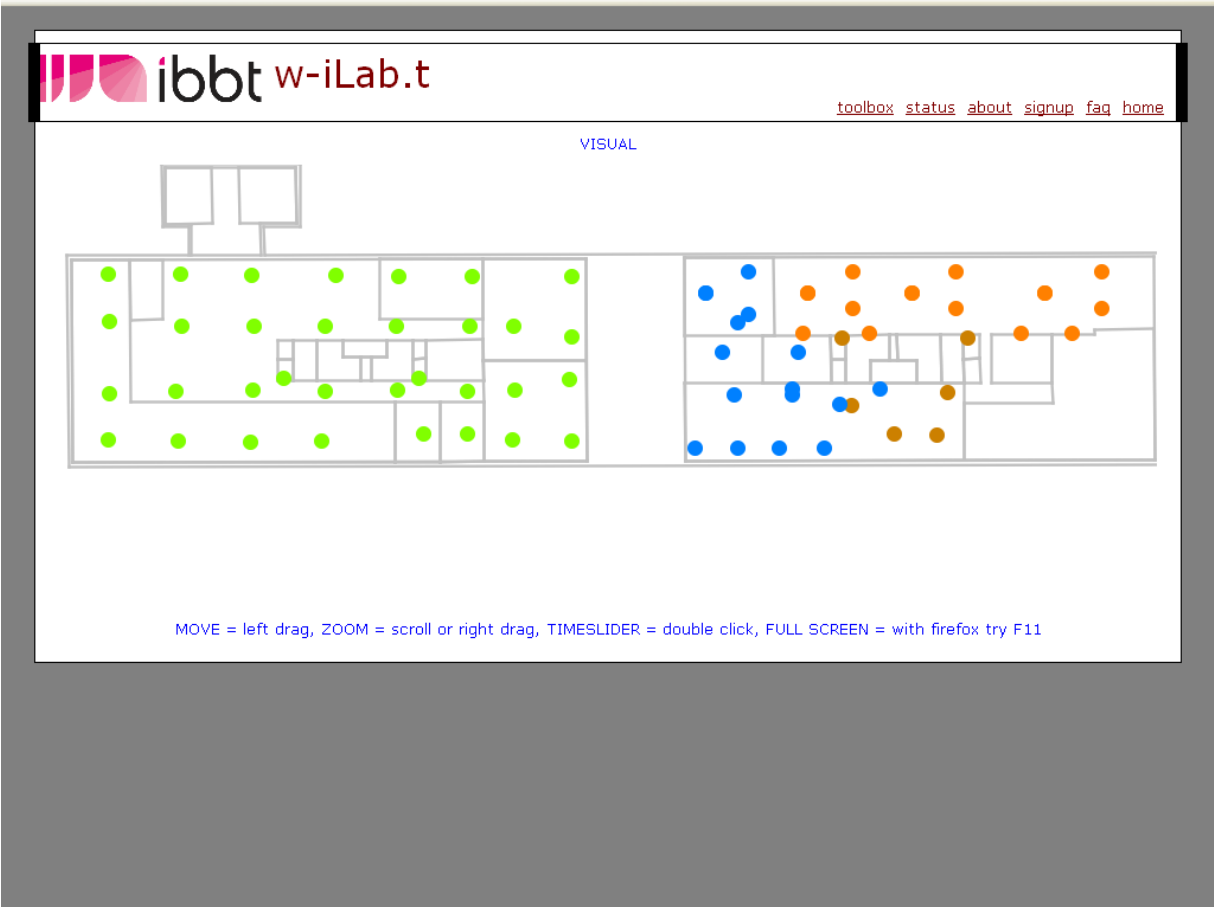 ibbt w-iLab.t
toolbox status about signup faq home
VISUAL
MOVE = left drag, ZOOM = scroll or right drag, TIMESLIDER = double click, FULL SCREEN = with firefox try F11